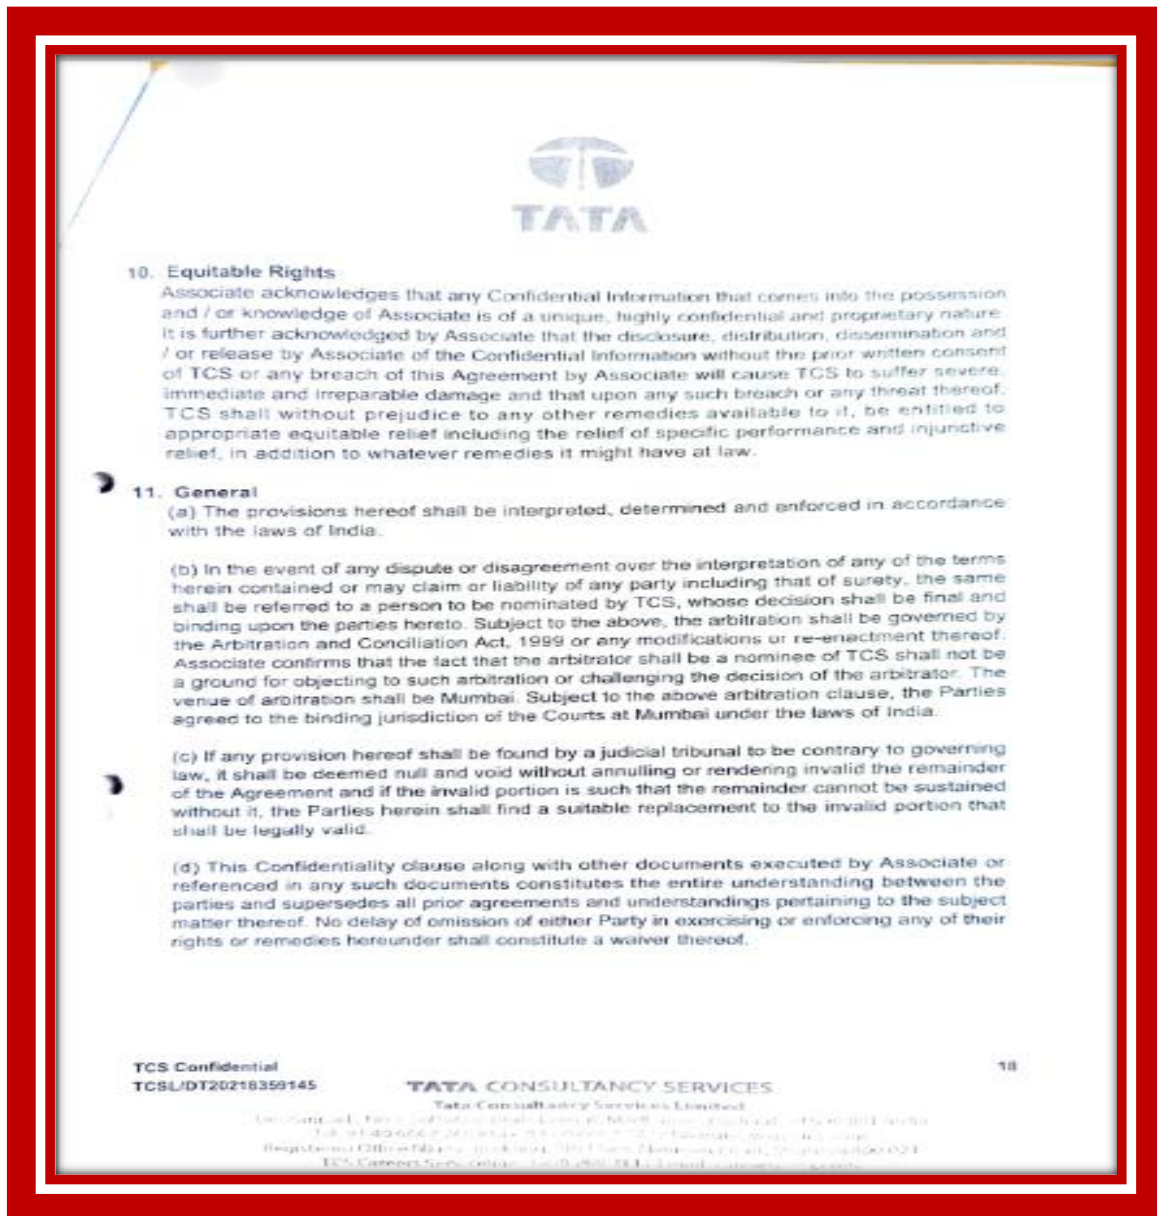 TATA
10. Equitable Rights
Associate acknowledges that any Confidential Information that comes into the possession
and / or knowledge of Associate is of a unique, highly confidential and proprietary nature.
It is further acknowledged by Associate that the disclosure, distribution, dissemination and
/ or release by Associate of the Confidential Information without the prior written consent
of TCS or any breach of this Agreement by Associate will cause TCS to suffer severe,
immediate and irreparable damage and that upon any such breach or any threat thereof,
TCS shall without prejudice to any other remedies available to it, be entitled to
appropriate equitable relief including the relief of specific performance and injunctive
relief, in addition to whatever remedies it might have at law.
11. General
(a) The provisions hereof shall be interpreted, determined and enforced in accordance
with the laws of India.
(b) In the event of any dispute or disagreement over the interpretation of any of the terms
herein contained or may claim or liability of any party including that of surety, the same
shall be referred to a person to be nominated by TCS, whose decision shall be final and
binding upon the parties hereto. Subject to the above, the arbitration shall be governed by
the Arbitration and Conciliation Act, 1999 or any modifications or re-enactment thereof.
Associate confirms that the fact that the arbitrator shall be a nominee of TCS shall not be
a ground for objecting to such arbitration or challenging the decision of the arbitrator. The
venue of arbitration shall be Mumbai. Subject to the above arbitration clause, the Parties
agreed to the binding jurisdiction of the Courts at Mumbai under the laws of India.
(c) If any provision hereof shall be found by a judicial tribunal to be contrary to governing
law, it shall be deemed null and void without annulling or rendering invalid the remainder
of the Agreement and if the invalid portion is such that the remainder cannot be sustained
without it, the Parties herein shall find a suitable replacement to the invalid portion that
shall be legally valid.
(d) This Confidentiality clause along with other documents executed by Associate or
referenced in any such documents constitutes the entire understanding between the
parties and supersedes all prior agreements and understandings pertaining to the subject
matter thereof. No delay of omission of either Party in exercising or enforcing any of their
rights or remedies hereunder shall constitute a waiver thereof.
TCS Confidential 18
TCSL/DT20218359145
TATA CONSULTANCY SERVICES
Tata Consultancy Services Limited
Registered Office
TCS Careers